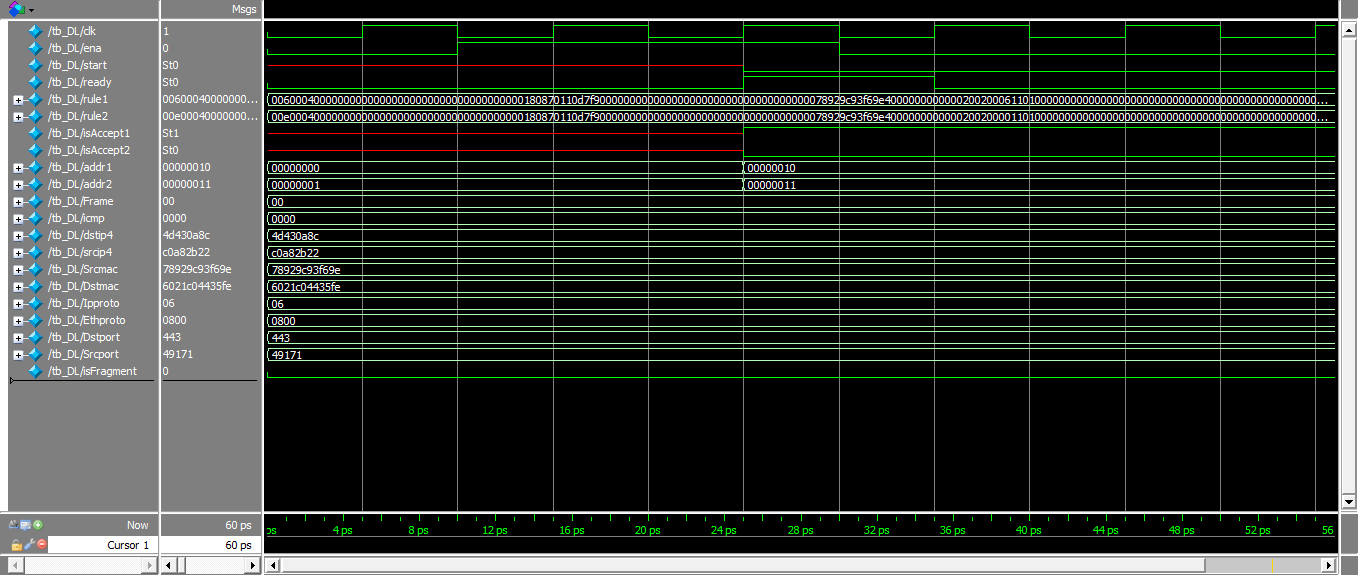 Msgs
/tb_DL/clk 1
/tb_DL/ena 0
/tb_DL/start St0
/tb_DL/ready St0
/tb_DL/rule1 00600040000000...
/tb_DL/rule2 00e00040000000...
/tb_DL/isAccept1 St1
/tb_DL/isAccept2 St0
/tb_DL/addr1 00000010 00000000 00000010
/tb_DL/addr2 00000011 00000001 00000011
/tb_DL/Frame 00 00
/tb_DL/icmp 0000 0000
/tb_DL/dstip4 4d430a8c 4d430a8c
/tb_DL/srcip4 c0a82b22 c0a82b22
/tb_DL/Srcmac 78929c93f69e 78929c93f69e
/tb_DL/Dstmac 6021c04435fe 6021c04435fe
/tb_DL/Ipproto 06 06
/tb_DL/Ethproto 0800 0800
/tb_DL/Dstport 443 443
/tb_DL/Srcport 49171 49171
/tb_DL/isFragment 0
Now 60 ps ps 4 ps 8 ps 12 ps 16 ps 20 ps 24 ps 28 ps 32 ps 36 ps 40 ps 44 ps 48 ps 52 ps 56
Cursor 1 60 ps